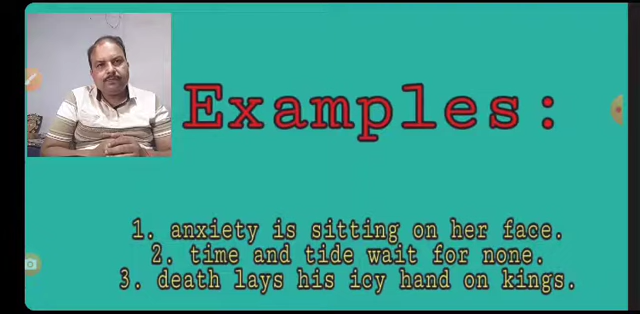 Examples:
1. anxiety is sitting on her face.
2. time and tide wait for none.
3. death lays his icy hand on kings.